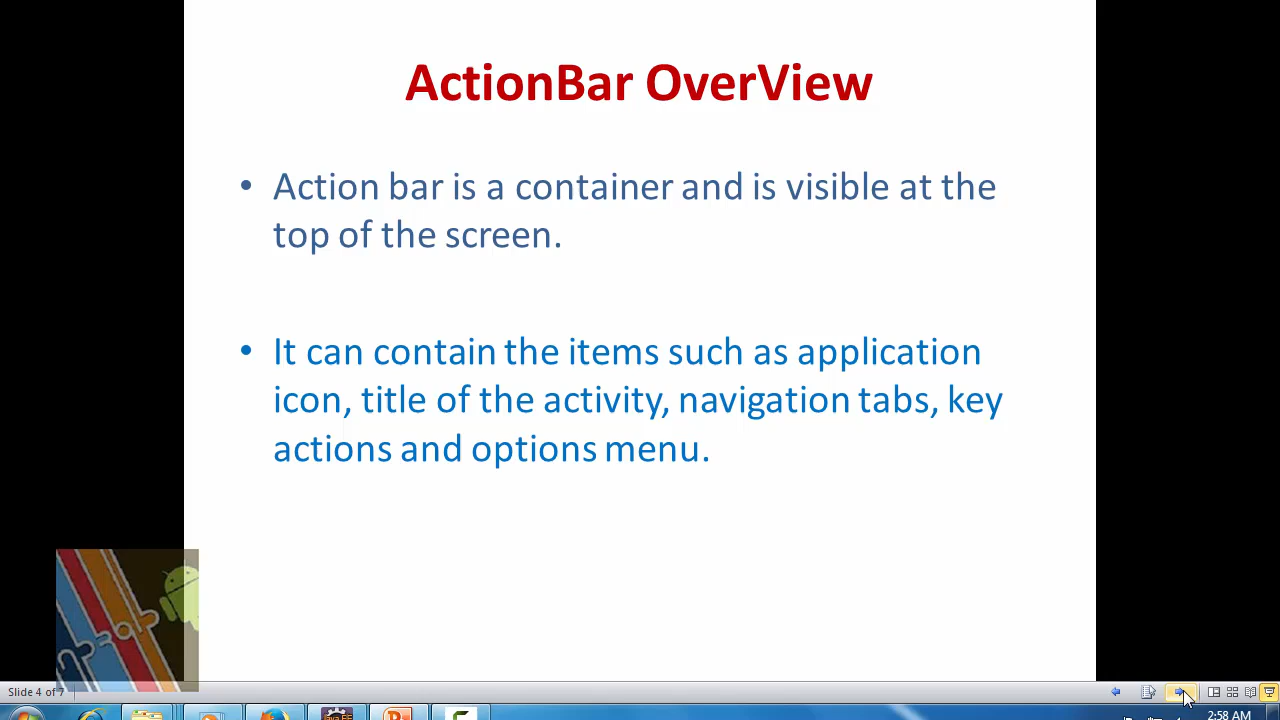 ActionBar OverView
• Action bar is a container and is visible at the
top of the screen.
• It can contain the items such as application
icon, title of the activity, navigation tabs, key
actions and options menu.
Slide 4 of 7
Java EE
2:58 AM